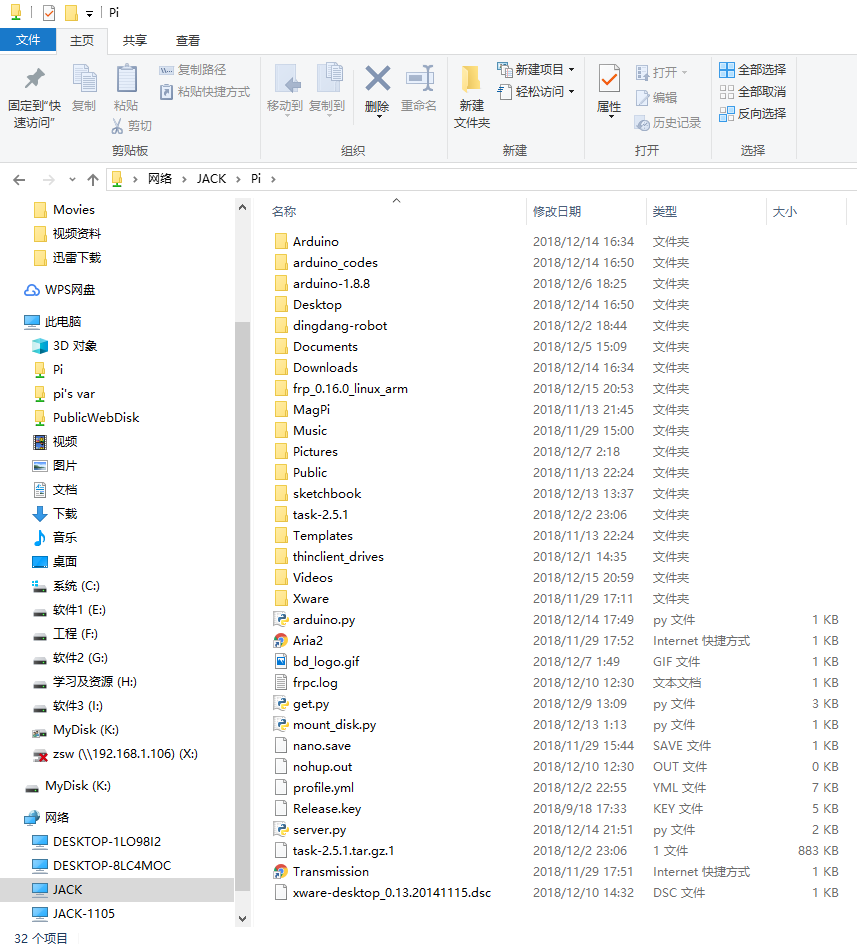 Pi
文件 主页 共享 查看
固定到“快速访问”
复制
粘贴
复制路径
粘贴快捷方式
剪切
剪贴板
移动到
复制到
删除
重命名
组织
新建文件夹
新建项目
轻松访问
新建
属性
打开
编辑
历史记录
打开
全部选择
全部取消
反向选择
选择
网络 JACK Pi
Movies
视频资料
迅雷下载
WPS网盘
此电脑
3D 对象
Pi
pi's var
PublicWebDisk
视频
图片
文档
下载
音乐
桌面
系统 (C:)
软件1 (E:)
工程 (F:)
软件2 (G:)
学习及资源 (H:)
软件3 (I:)
MyDisk (K:)
zsw (\\192.168.1.106) (X:)
MyDisk (K:)
网络
DESKTOP-1LO98I2
DESKTOP-8LC4MOC
JACK
JACK-1105
名称 修改日期 类型 大小
Arduino 2018/12/14 16:34 文件夹
arduino_codes 2018/12/14 16:50 文件夹
arduino-1.8.8 2018/12/6 18:25 文件夹
Desktop 2018/12/14 16:50 文件夹
dingdang-robot 2018/12/2 18:44 文件夹
Documents 2018/12/5 15:09 文件夹
Downloads 2018/12/14 16:34 文件夹
frp_0.16.0_linux_arm 2018/12/15 20:53 文件夹
MagPi 2018/11/13 21:45 文件夹
Music 2018/11/29 15:00 文件夹
Pictures 2018/12/7 2:18 文件夹
Public 2018/11/13 22:24 文件夹
sketchbook 2018/12/13 13:37 文件夹
task-2.5.1 2018/12/2 23:06 文件夹
Templates 2018/11/13 22:24 文件夹
thinclient_drives 2018/12/1 14:35 文件夹
Videos 2018/12/15 20:59 文件夹
Xware 2018/11/29 17:11 文件夹
arduino.py 2018/12/14 17:49 py 文件 1 KB
Aria2 2018/11/29 17:52 Internet 快捷方式 1 KB
bd_logo.gif 2018/12/7 1:49 GIF 文件 1 KB
frpc.log 2018/12/10 12:30 文本文档 1 KB
get.py 2018/12/9 13:09 py 文件 3 KB
mount_disk.py 2018/12/13 1:13 py 文件 1 KB
nano.save 2018/11/29 15:44 SAVE 文件 1 KB
nohup.out 2018/12/10 12:30 OUT 文件 0 KB
profile.yml 2018/12/2 22:55 YML 文件 7 KB
Release.key 2018/9/18 17:33 KEY 文件 5 KB
server.py 2018/12/14 21:51 py 文件 2 KB
task-2.5.1.tar.gz.1 2018/12/2 23:06 1 文件 883 KB
Transmission 2018/11/29 17:51 Internet 快捷方式 1 KB
xware-desktop_0.13.20141115.dsc 2018/12/10 14:32 DSC 文件 1 KB
32 个项目